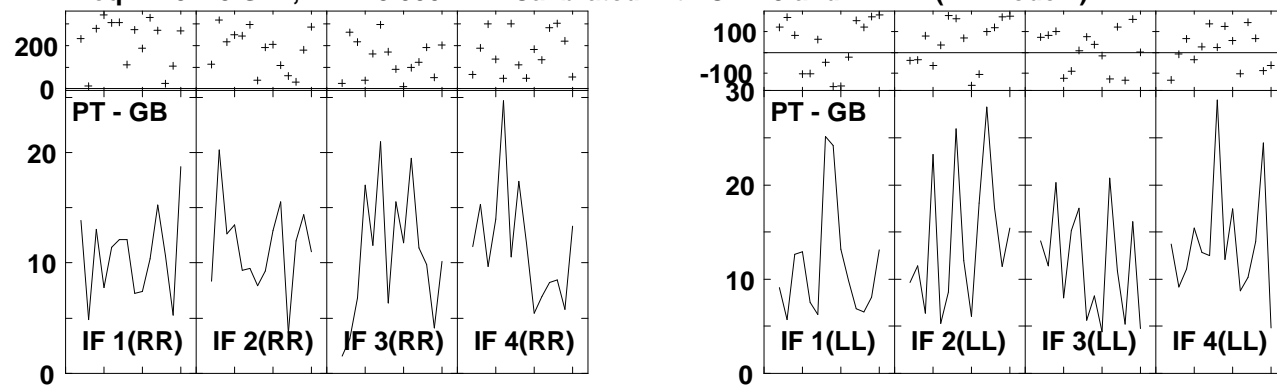 200
0
100
-100
30
PT - GB
20
10
0
IF 1(RR) IF 2(RR) IF 3(RR) IF 4(RR)
PT - GB
20
10
0
IF 1(LL) IF 2(LL) IF 3(LL) IF 4(LL)